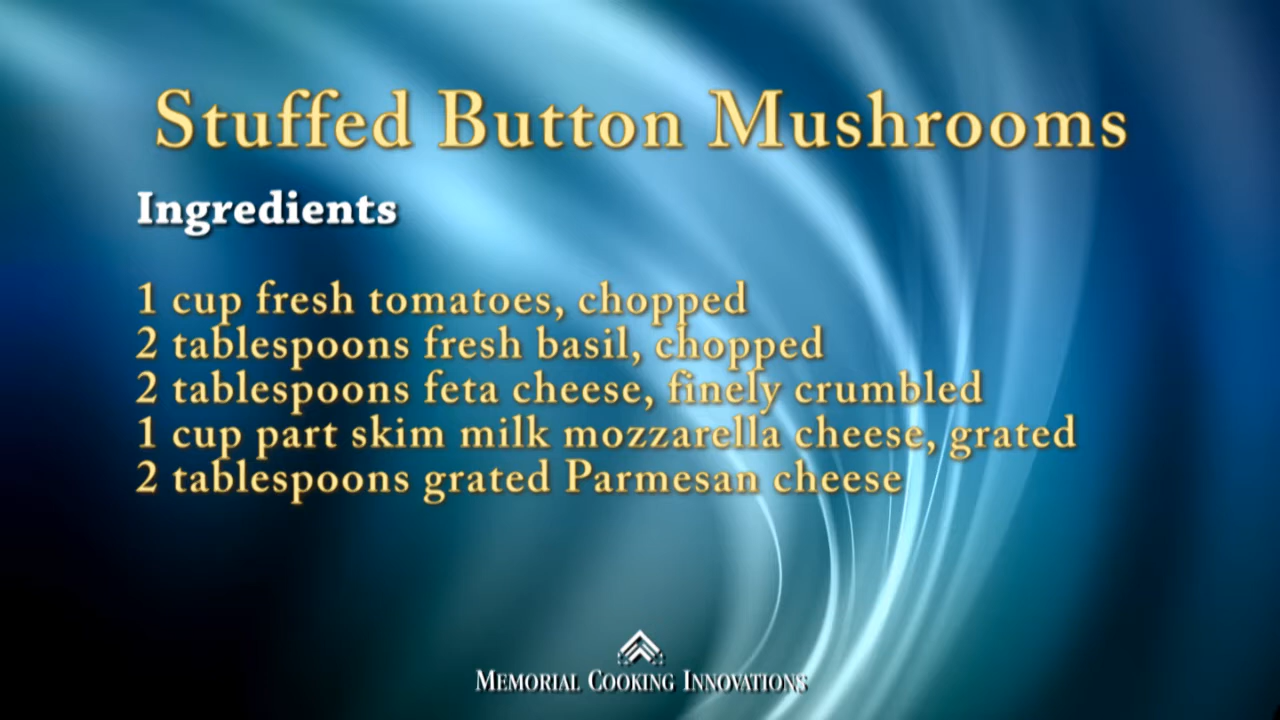 Stuffed Button Mushrooms
Ingredients
1 cup fresh tomatoes, chopped
2 tablespoons fresh basil, chopped
2 tablespoons feta cheese, finely crumbled
1 cup part skim milk mozzarella cheese, grated
2 tablespoons grated Parmesan cheese
MEMORIAL COOKING INNOVATIONS